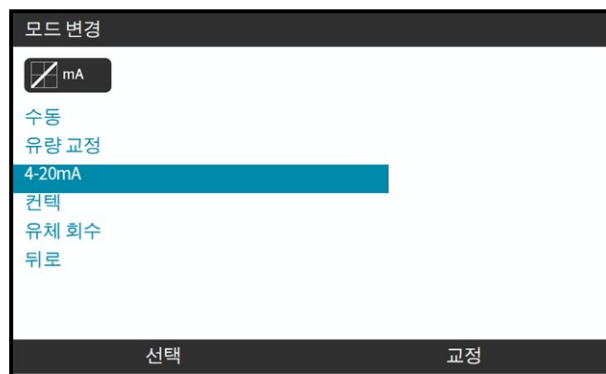 모드 변경
mA
수동
유량 교정
4-20mA
컨텍
유체 회수
뒤로
선택 교정